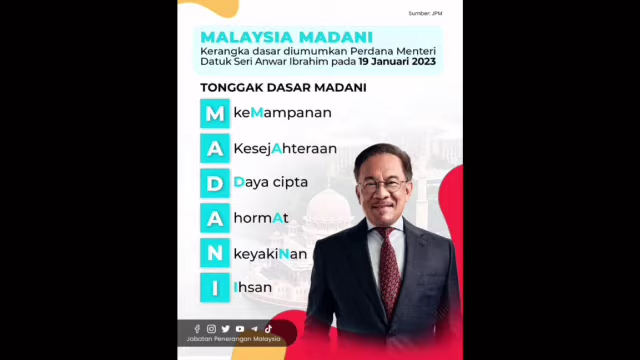 Sumber: JPM
MALAYSIA MADANI
Kerangka dasar diumumkan Perdana Menteri
Datuk Seri Anwar Ibrahim pada 19 Januari 2023
TONGGAK DASAR MADANI
M keMampanan
A KesejAhteraan
D Daya cipta
A hormAt
N keyakiNan
I Ihsan
Jabatan Penerangan Malaysia